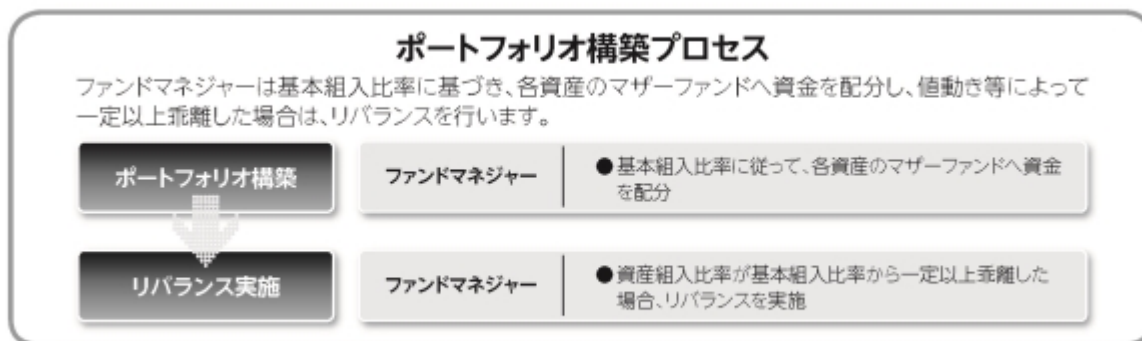 ポートフォリオ構築プロセス
ファンドマネジャーは基本組入比率に基づき、各資産のマザーファンドへ資金を配分し、値動き等によって
一定以上乖離した場合は、リバランスを行います。
ポートフォリオ構築
ファンドマネジャー
●基本組入比率に従って、各資産のマザーファンドへ資金
を配分
リバランス実施
ファンドマネジャー
●資産組入比率が基本組入比率から一定以上乖離した
場合、リバランスを実施